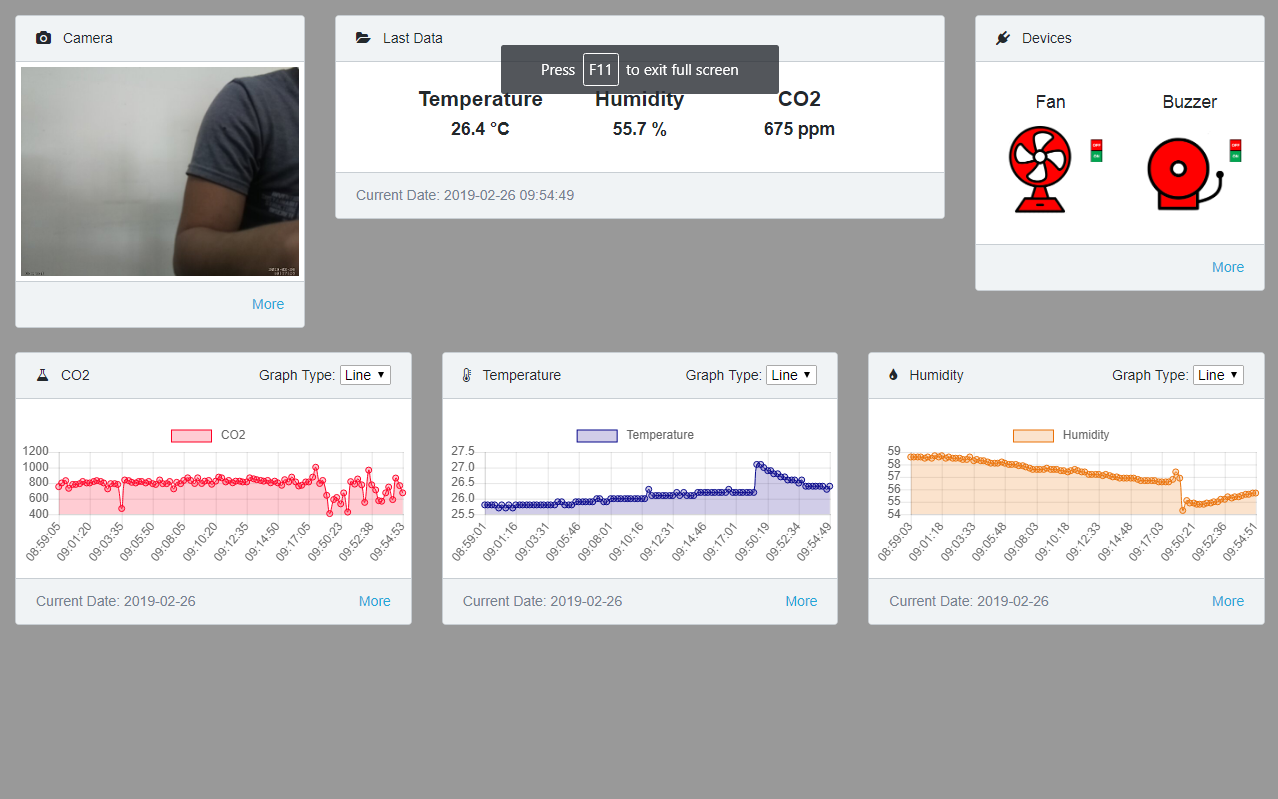 Camera
Last Data
Devices
Press F11 to exit full screen
Temperature Humidity CO2
26.4 °C 55.7 % 675 ppm
Current Date: 2019-02-26 09:54:49
Fan Buzzer
OFF
ON
OFF
ON
More
More
CO2 Graph Type: Line ▼
CO2
1200
1000
800
600
400
08:59:05 09:01:20 09:03:35 09:05:50 09:08:05 09:10:20 09:12:35 09:14:50 09:17:05 09:50:23 09:52:38 09:54:53
Current Date: 2019-02-26 More
Temperature Graph Type: Line ▼
Temperature
27.5
27.0
26.5
26.0
25.5
08:59:01 09:01:16 09:03:31 09:05:46 09:08:01 09:10:16 09:12:31 09:14:46 09:17:01 09:50:19 09:52:34 09:54:49
Current Date: 2019-02-26 More
Humidity Graph Type: Line ▼
Humidity
59
58
57
56
55
54
08:59:03 09:01:18 09:03:33 09:05:48 09:08:03 09:10:18 09:12:33 09:14:48 09:17:03 09:50:21 09:52:36 09:54:51
Current Date: 2019-02-26 More